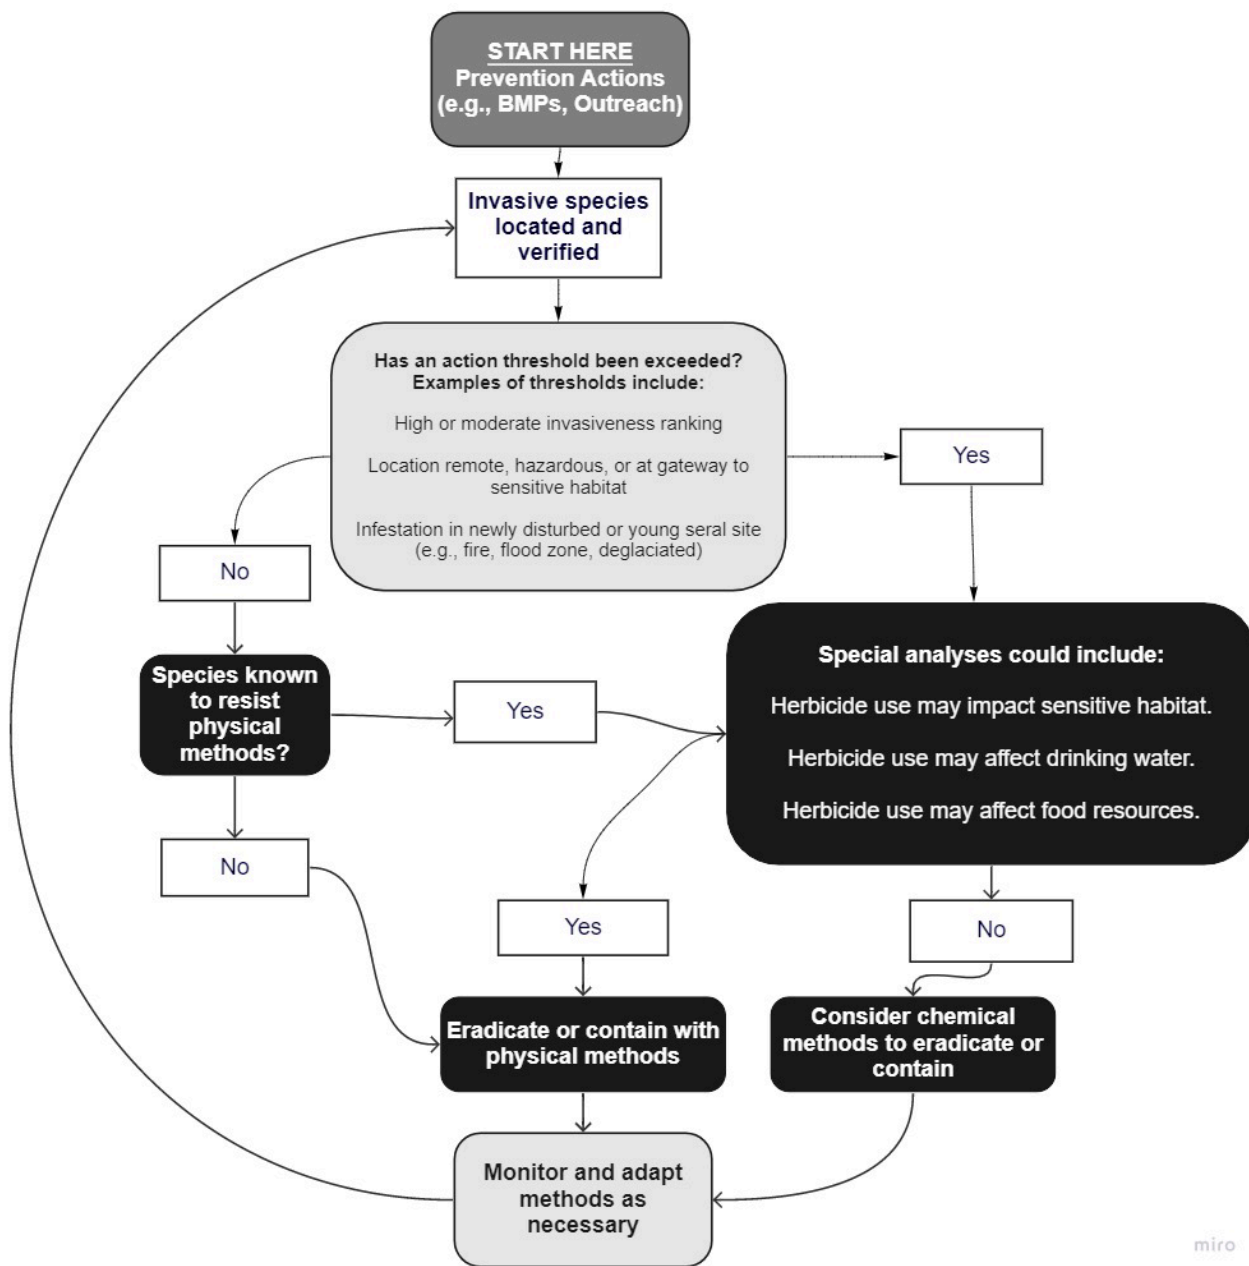 START HERE
Prevention Actions
(e.g., BMPs, Outreach)
Invasive species
located and
verified
Has an action threshold been exceeded?
Examples of thresholds include:
High or moderate invasiveness ranking
Location remote, hazardous, or at gateway to
sensitive habitat
Infestation in newly disturbed or young seral site
(e.g., fire, flood zone, deglaciated)
Yes
No
Species known
to resist
physical
methods?
Yes
Special analyses could include:
Herbicide use may impact sensitive habitat.
Herbicide use may affect drinking water.
Herbicide use may affect food resources.
No
Yes
No
Eradicate or contain with
physical methods
Consider chemical
methods to eradicate or
contain
Monitor and adapt
methods as
necessary
miro